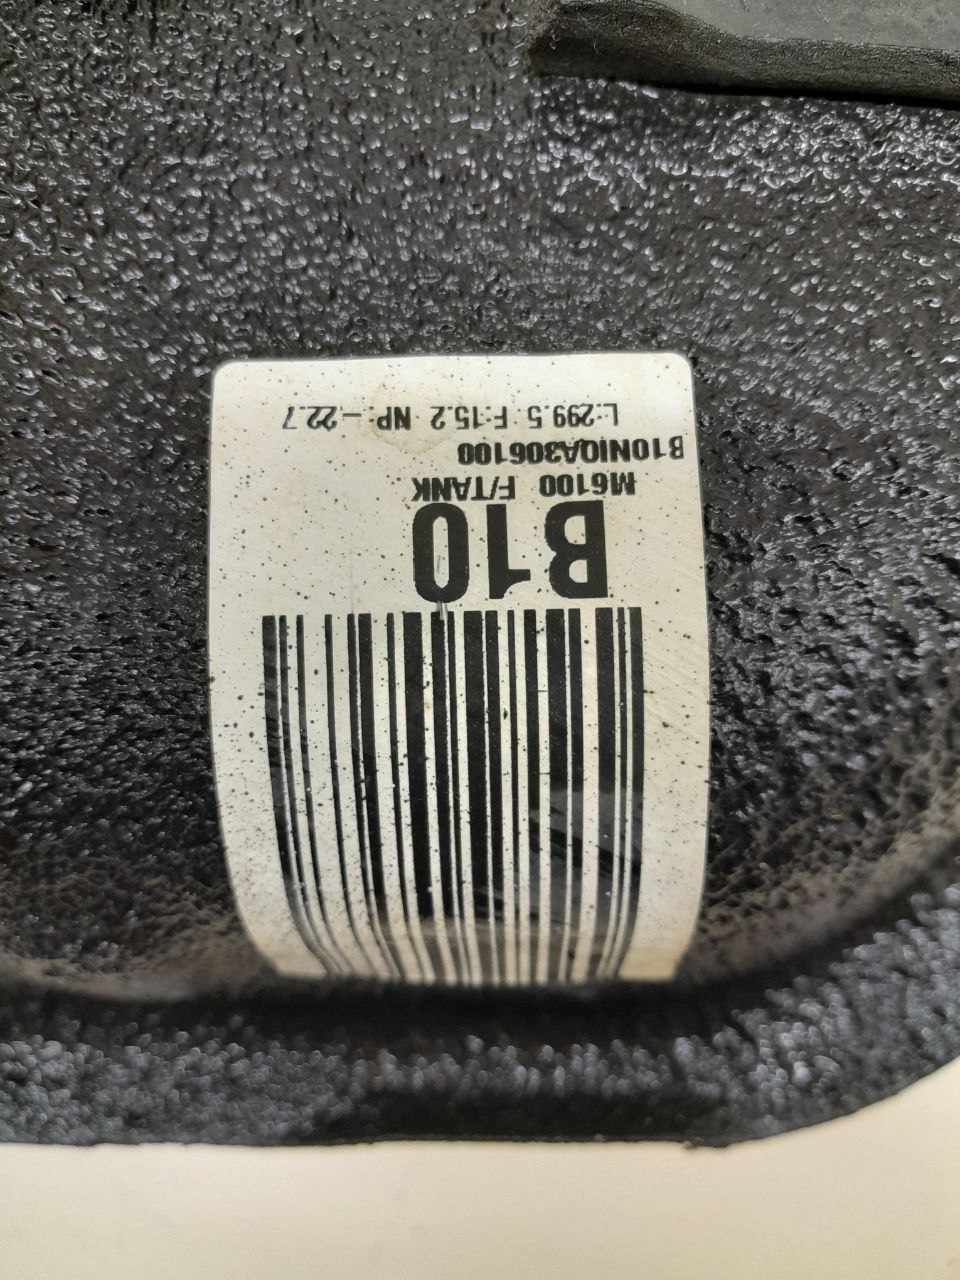 B10
M6100 F/TANK
B10NIQA306100
L:299.5 F:15.2 NP:-22.7